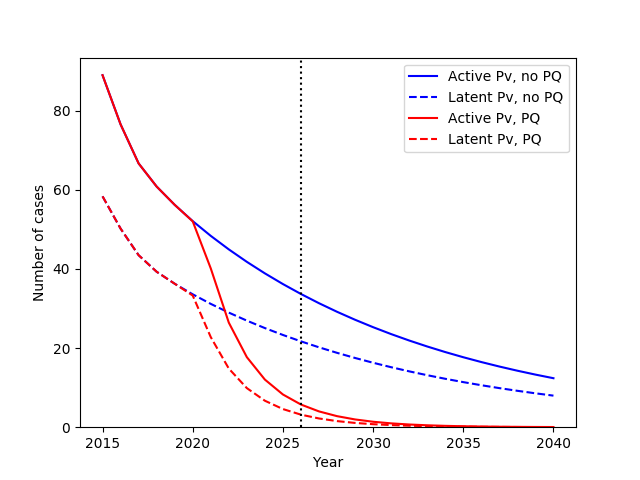 Active Pv, no PQ
Latent Pv, no PQ
Active Pv, PQ
Latent Pv, PQ
Number of cases
80
60
40
20
0
2015 2020 2025 2030 2035 2040
Year